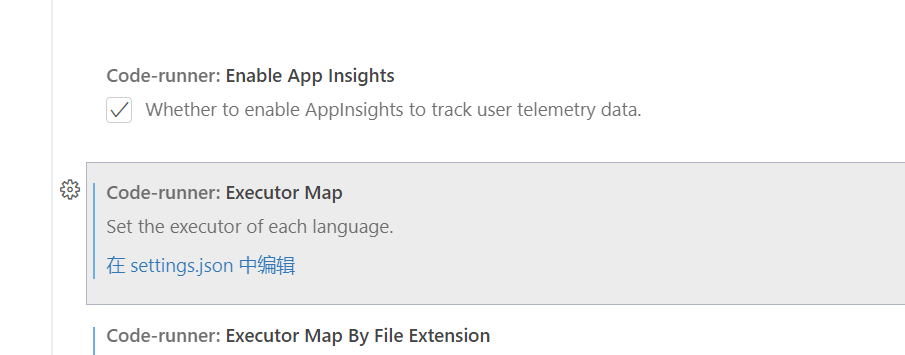 Code-runner: Enable App Insights
Whether to enable AppInsights to track user telemetry data.
Code-runner: Executor Map
Set the executor of each language.
在 settings.json 中编辑
Code-runner: Executor Map By File Extension